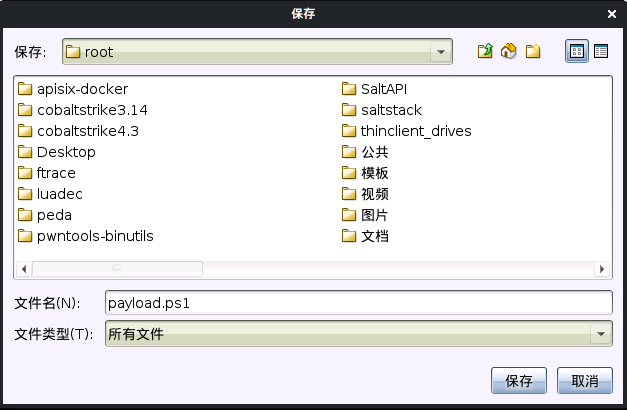 保存
保存:
root
apisix-docker
cobaltstrike3.14
cobaltstrike4.3
Desktop
ftrace
luadec
peda
pwntools-binutils
SaltAPI
saltstack
thinclient_drives
公共
模板
视频
图片
文档
文件名(N): payload.ps1
文件类型(T): 所有文件
保存 取消